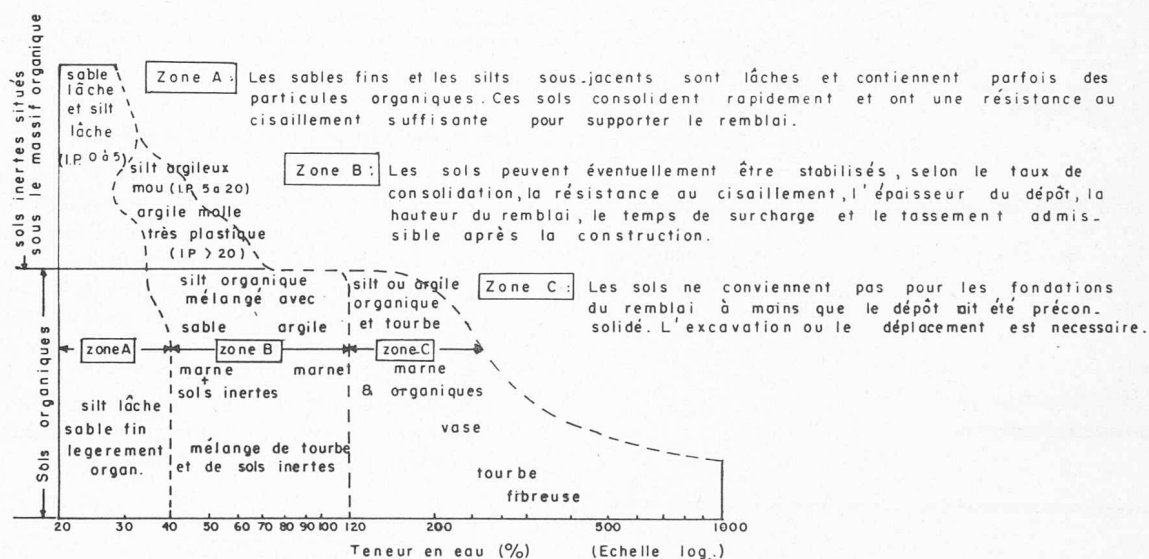 sols inertes situés
sous le massif organique
Sols organiques
sable
lâche
et silt
lâche
(I.P. 0 à 5)
silt argileux
mou (I.P. 5 a 20)
argile molle
très plastique
(I P > 20)
Zone A : Les sables fins et les silts sous-jacents sont lâches et contiennent parfois des
particules organiques. Ces sols consolident rapidement et ont une résistance au
cisaillement suffisante pour supporter le remblai.
Zone B : Les sols peuvent éventuellement être stabilisés, selon le taux de
consolidation, la résistance au cisaillement, l'épaisseur du dépôt, la
hauteur du remblai, le temps de surcharge et le tassement admis-
sible après la construction.
Zone C : Les sols ne conviennent pas pour les fondations
du remblai à moins que le dépôt ait été précon-
solidé. L'excavation ou le déplacement est necessaire.
silt organique
mélangé avec
sable argile
silt ou argile
organique
et tourbe
zone A
zone B
zone C
marne marne
+
sols inertes
marne
& organiques
silt lâche
sable fin
legerement
organ.
mélange de tourbe
et de sols inertes
vase
tourbe
fibreuse
20 30 40 50 60 70 80 90 100 120 200 500 1000
Teneur en eau (%) (Echelle log.)